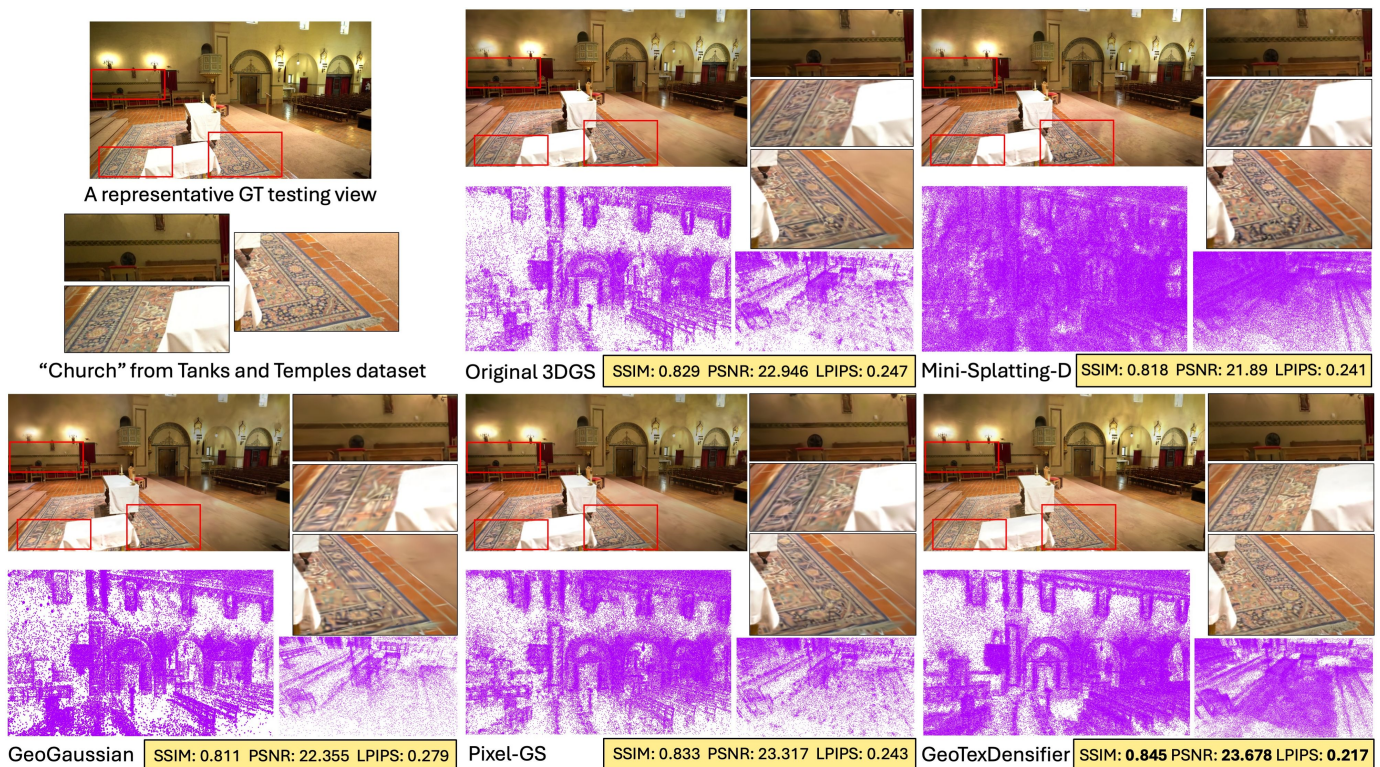 A representative GT testing view
“Church” from Tanks and Temples dataset
Original 3DGS
SSIM: 0.829 PSNR: 22.946 LPIPS: 0.247
Mini-Splatting-D
SSIM: 0.818 PSNR: 21.89 LPIPS: 0.241
GeoGaussian
SSIM: 0.811 PSNR: 22.355 LPIPS: 0.279
Pixel-GS
SSIM: 0.833 PSNR: 23.317 LPIPS: 0.243
GeoTexDensifier
SSIM: 0.845 PSNR: 23.678 LPIPS: 0.217